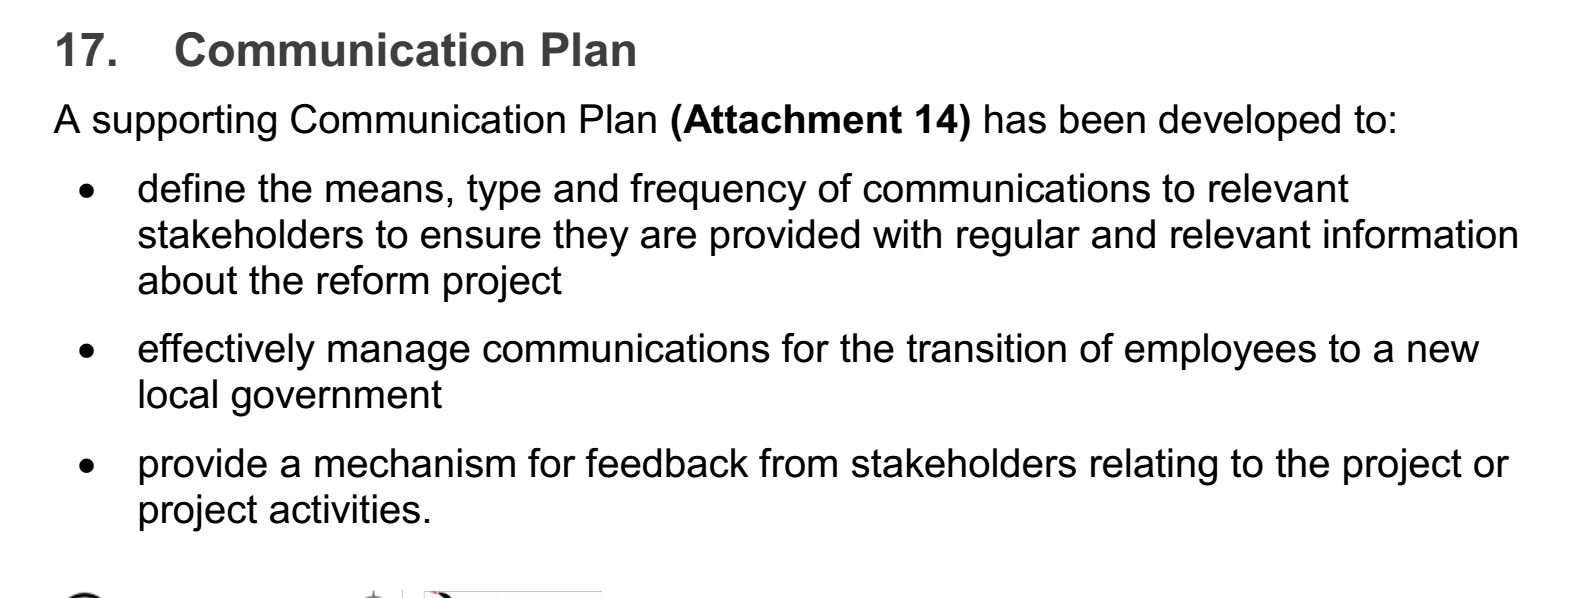 17. Communication Plan
A supporting Communication Plan (Attachment 14) has been developed to:
• define the means, type and frequency of communications to relevant
stakeholders to ensure they are provided with regular and relevant information
about the reform project
• effectively manage communications for the transition of employees to a new
local government
• provide a mechanism for feedback from stakeholders relating to the project or
project activities.